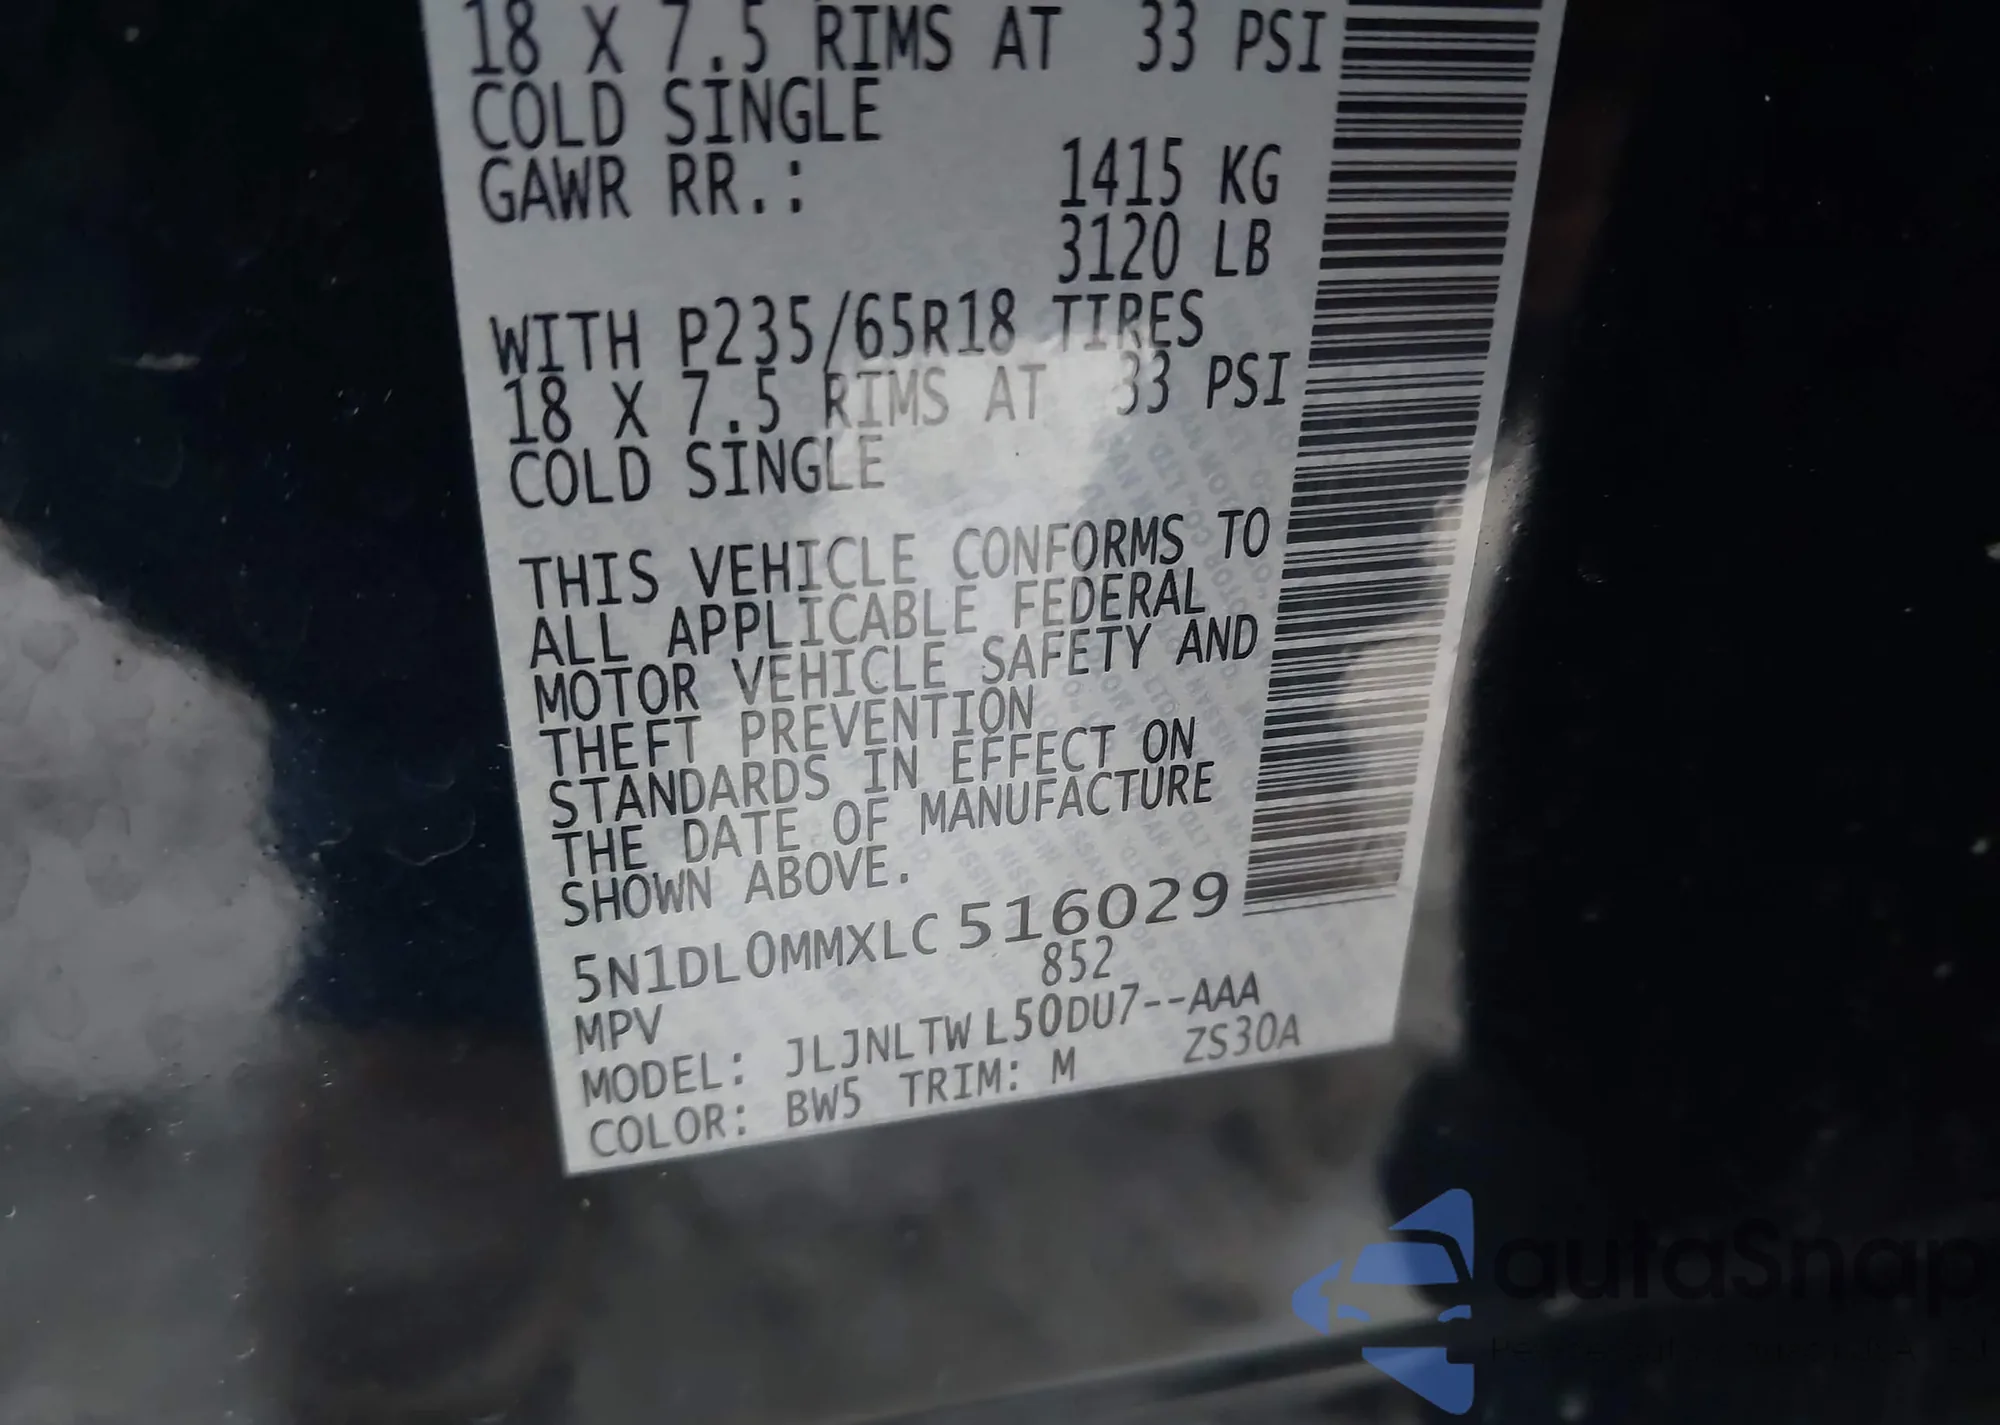 18 X 7.5 RIMS AT 33 PSI
COLD SINGLE
GAWR RR.: 1415 KG
3120 LB
WITH P235/65R18 TIRES
18 X 7.5 RIMS AT 33 PSI
COLD SINGLE
THIS VEHICLE CONFORMS TO
ALL APPLICABLE FEDERAL
MOTOR VEHICLE SAFETY AND
THEFT PREVENTION
STANDARDS IN EFFECT ON
THE DATE OF MANUFACTURE
SHOWN ABOVE.
5N1DL0MMXLC516029
852
MPV
MODEL: JLJNLTWL50DU7--AAA
COLOR: BW5 TRIM: M ZS30A
autaSnap